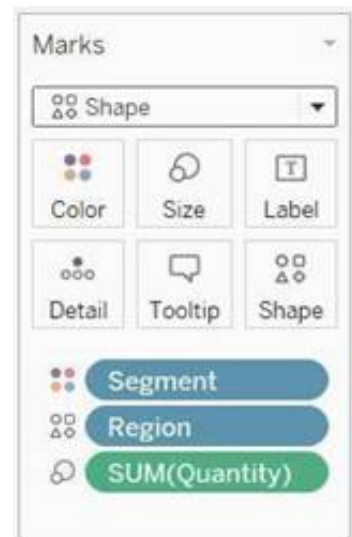 Marks
Shape
Color Size Label
Detail Tooltip Shape
Segment
Region
SUM(Quantity)